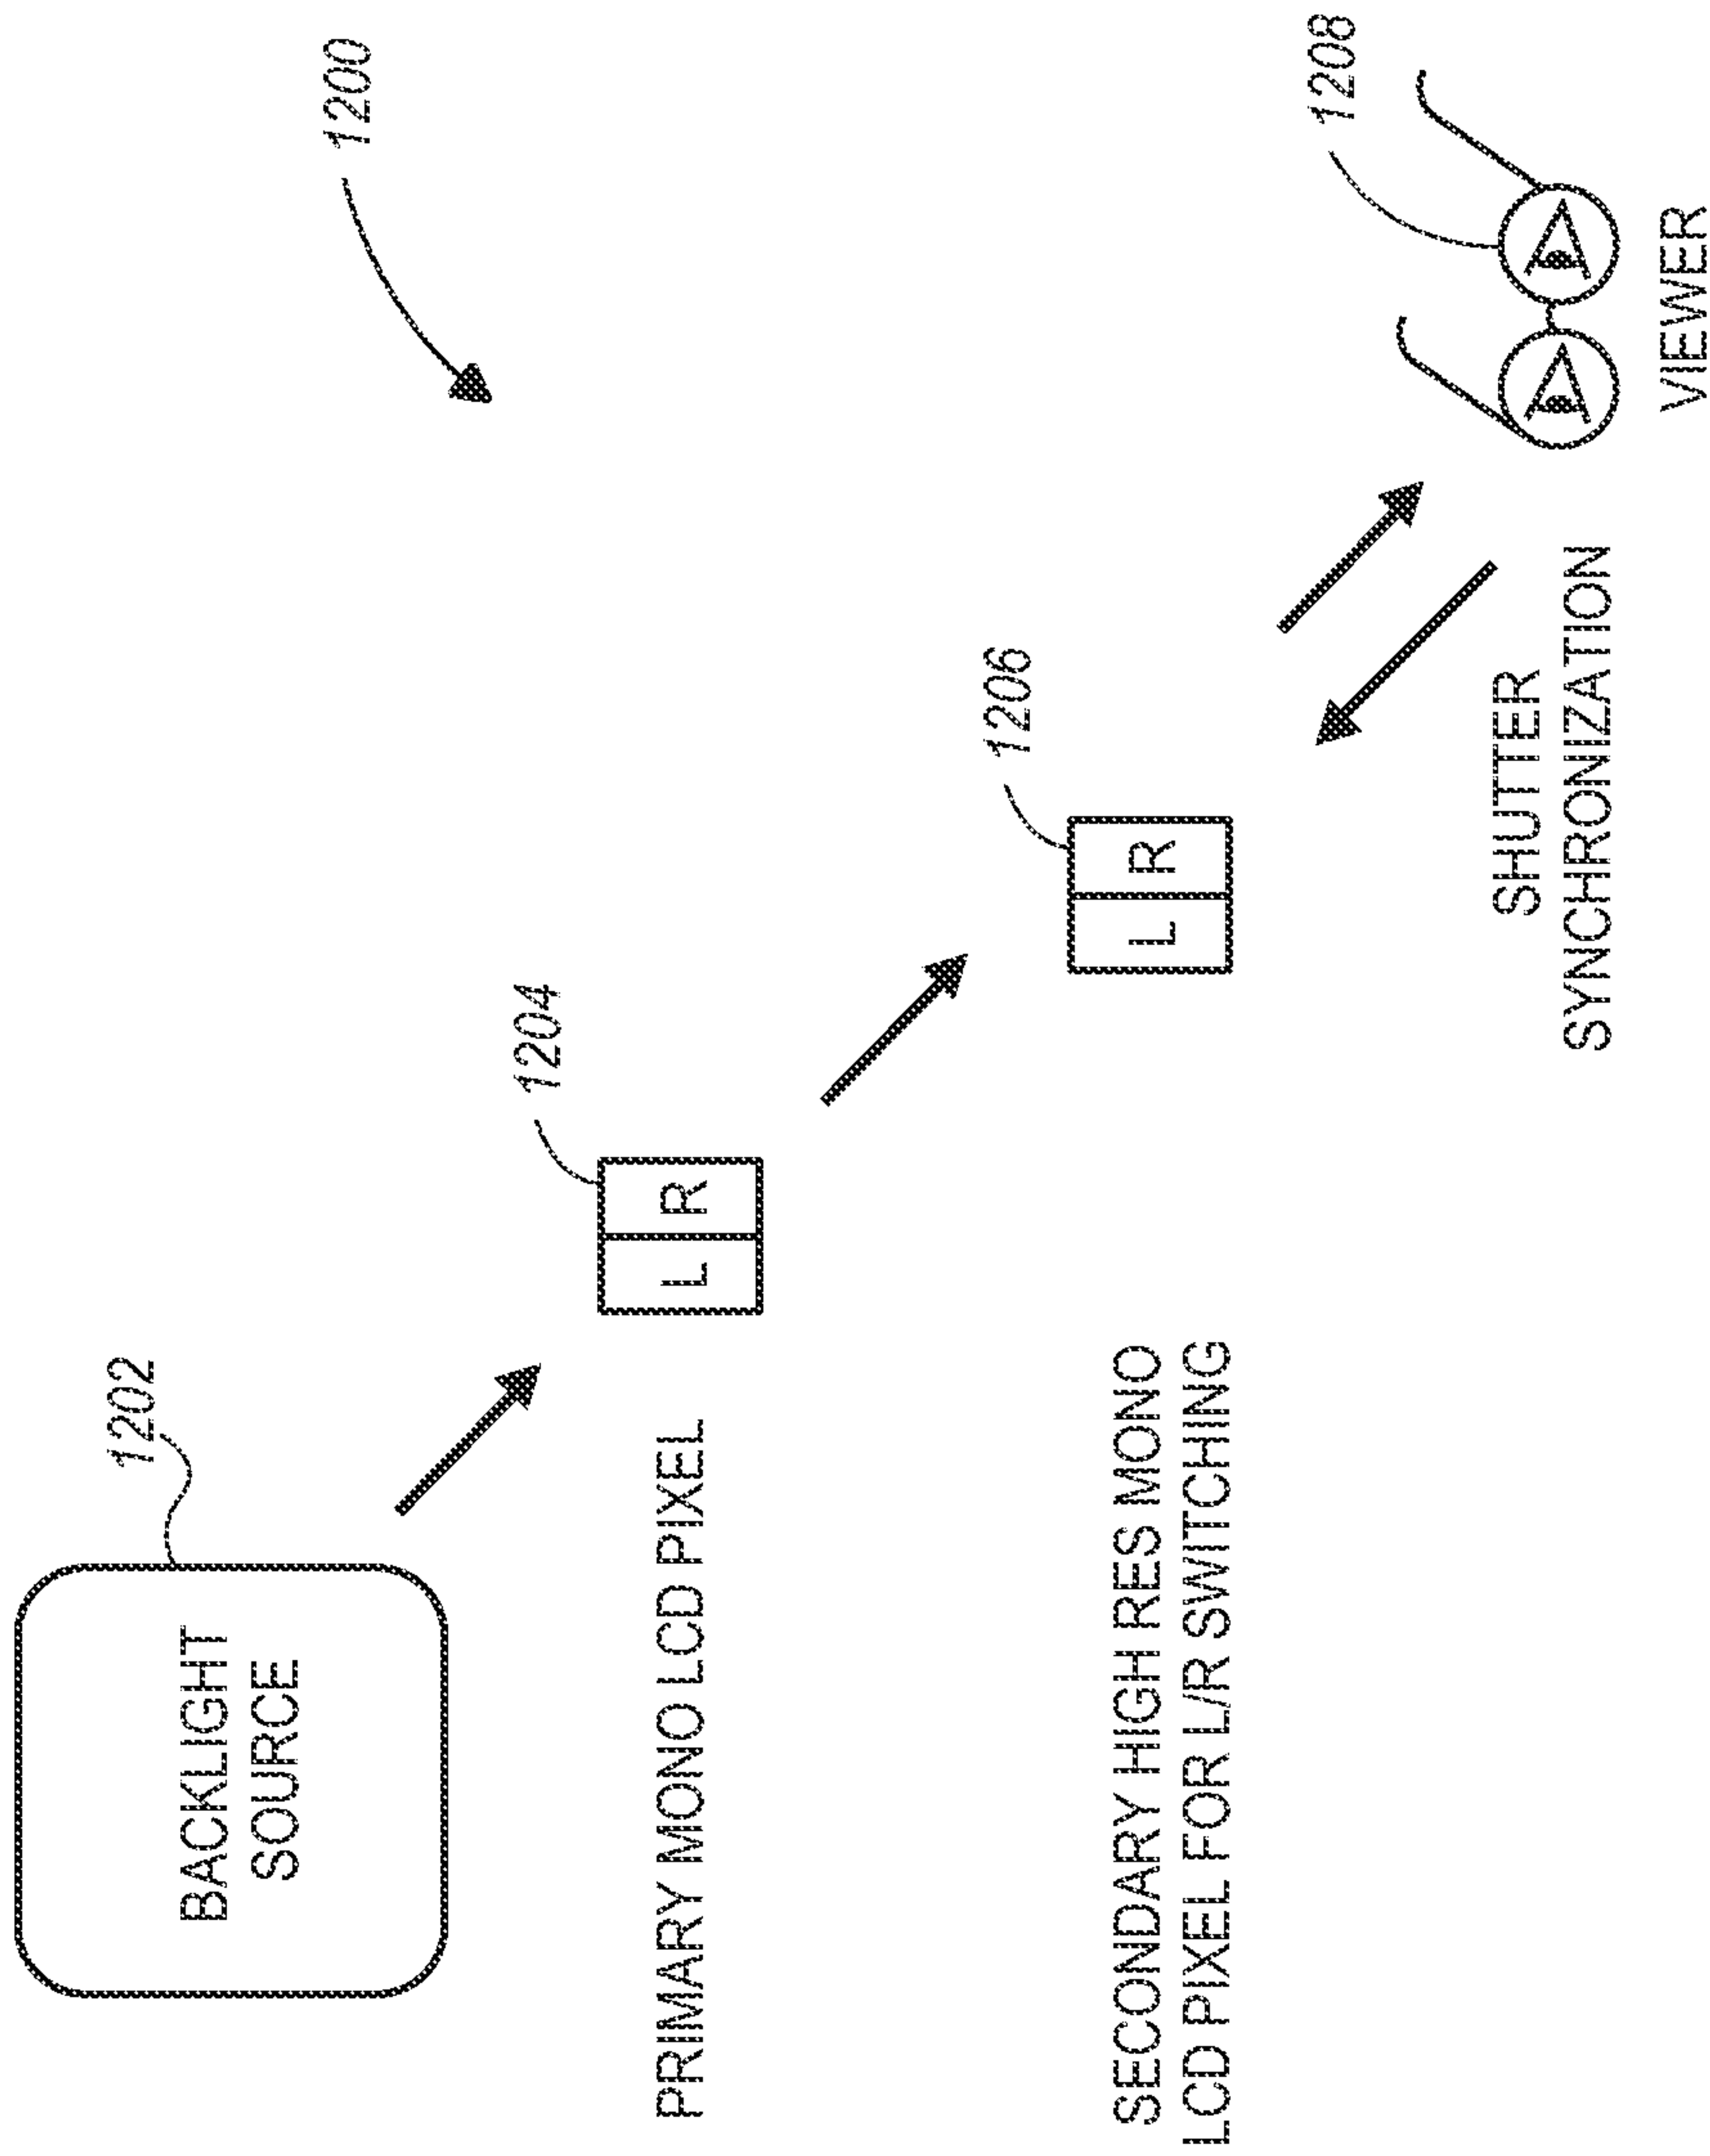 1200
1202
BACKLIGHT
SOURCE
1204
L R
PRIMARY MONO LCD PIXEL
1206
L R
SECONDARY HIGH RES MONO
LCD PIXEL FOR L/R SWITCHING
1208
SHUTTER
SYNCHRONIZATION
VIEWER